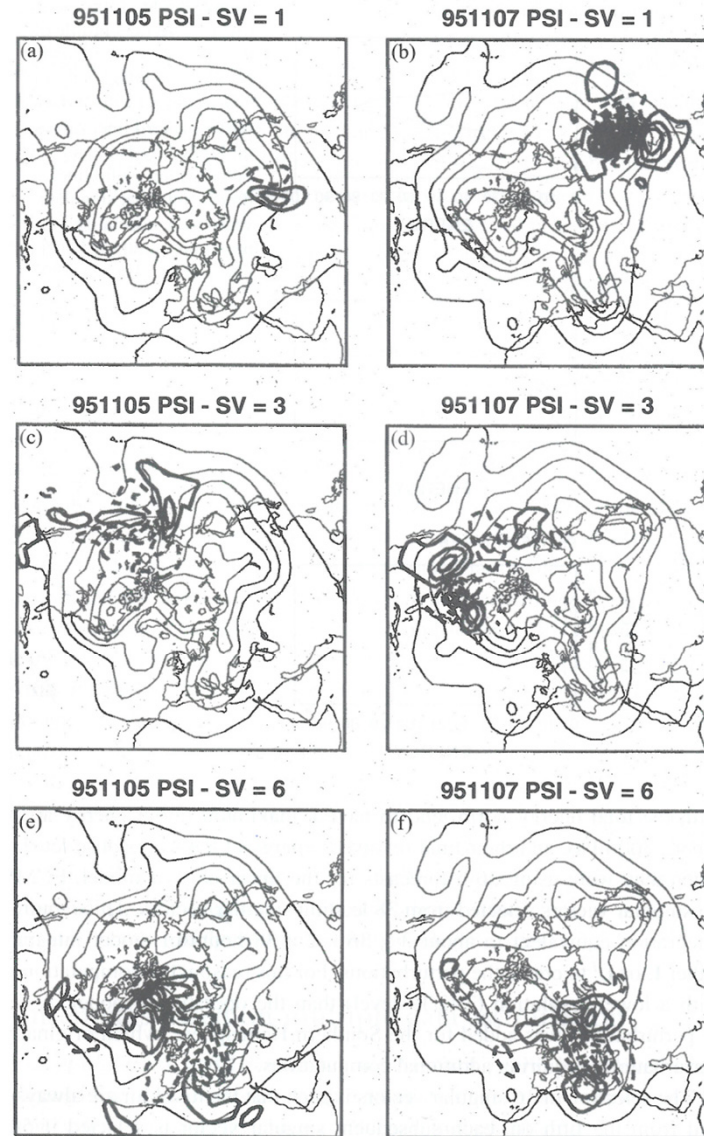 951105 PSI - SV = 1
951107 PSI - SV = 1
(a)
(b)
951105 PSI - SV = 3
951107 PSI - SV = 3
(c)
(d)
951105 PSI - SV = 6
951107 PSI - SV = 6
(e)
(f)